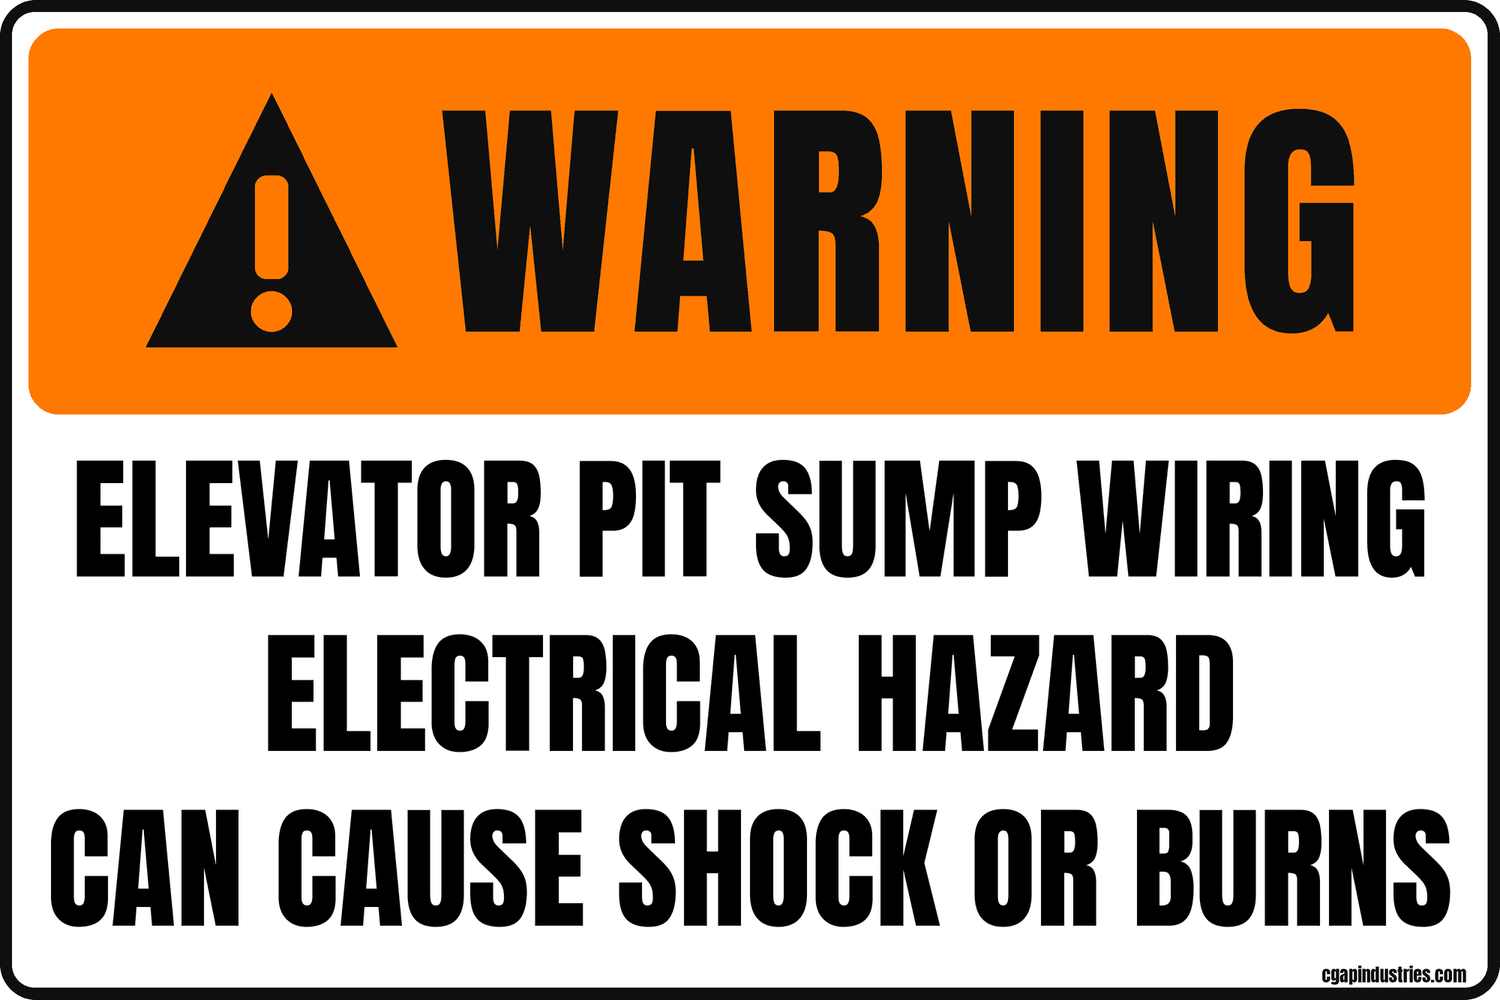 WARNING
ELEVATOR PIT SUMP WIRING
ELECTRICAL HAZARD
CAN CAUSE SHOCK OR BURNS
cgapindustries.com